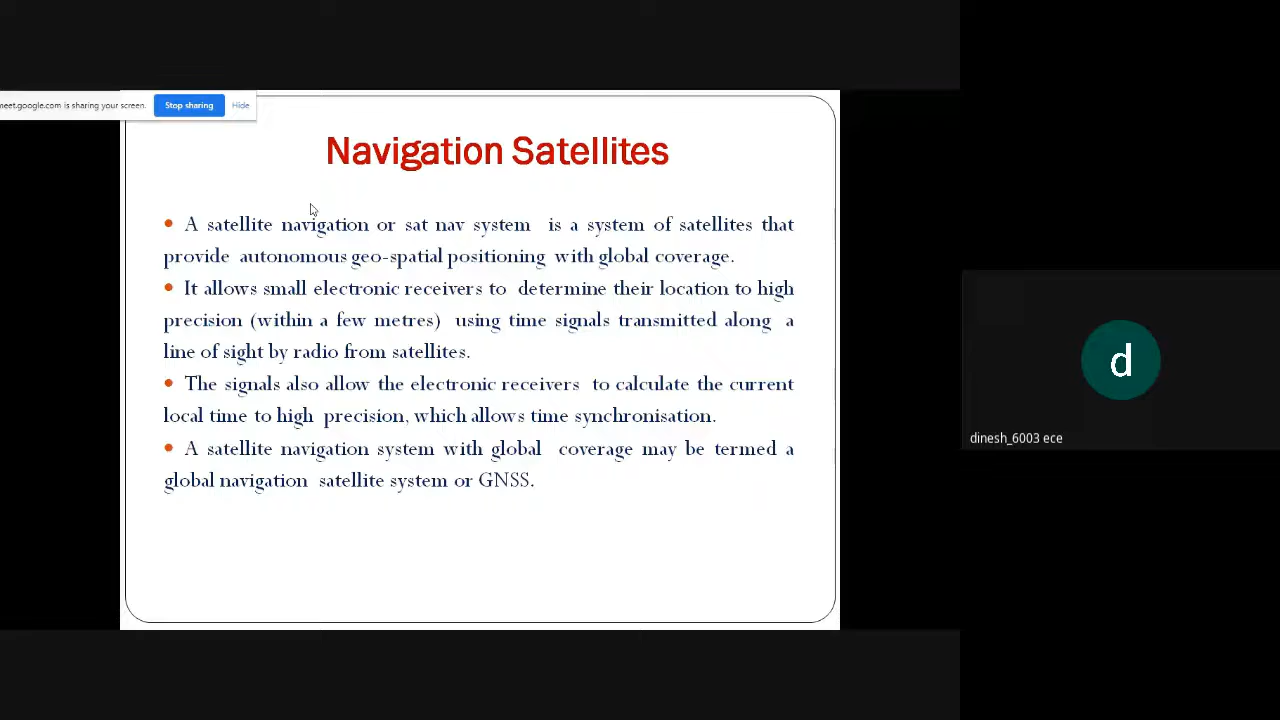 meet.google.com is sharing your screen. Stop sharing Hide
Navigation Satellites
• A satellite navigation or sat nav system is a system of satellites that
provide autonomous geo-spatial positioning with global coverage.
• It allows small electronic receivers to determine their location to high
precision (within a few metres) using time signals transmitted along a
line of sight by radio from satellites.
• The signals also allow the electronic receivers to calculate the current
local time to high precision, which allows time synchronisation.
• A satellite navigation system with global coverage may be termed a
global navigation satellite system or GNSS.
d
dinesh_6003 ece